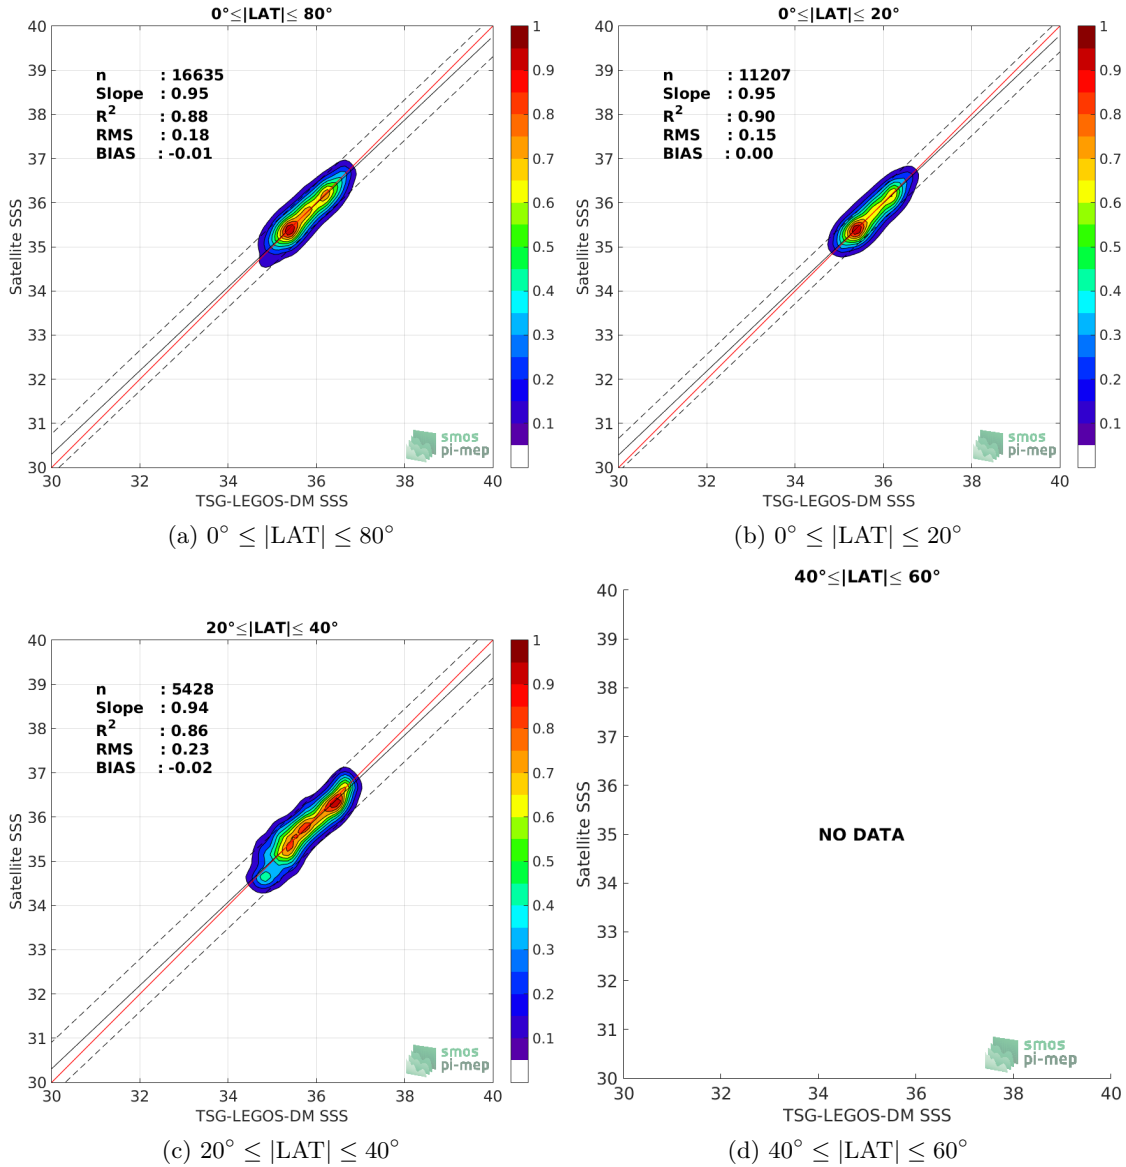 0°≤|LAT|≤ 80°
n : 16635
Slope : 0.95
R² : 0.88
RMS : 0.18
BIAS : -0.01
40
39
38
37
36
35
34
33
32
31
30
Satellite SSS
30 32 34 36 38 40
TSG-LEGOS-DM SSS
1
0.9
0.8
0.7
0.6
0.5
0.4
0.3
0.2
0.1
smos
pi-mep
(a) 0° ≤ |LAT| ≤ 80°
0°≤|LAT|≤ 20°
n : 11207
Slope : 0.95
R² : 0.90
RMS : 0.15
BIAS : 0.00
40
39
38
37
36
35
34
33
32
31
30
Satellite SSS
30 32 34 36 38 40
TSG-LEGOS-DM SSS
1
0.9
0.8
0.7
0.6
0.5
0.4
0.3
0.2
0.1
smos
pi-mep
(b) 0° ≤ |LAT| ≤ 20°
20°≤|LAT|≤ 40°
n : 5428
Slope : 0.94
R² : 0.86
RMS : 0.23
BIAS : -0.02
40
39
38
37
36
35
34
33
32
31
30
Satellite SSS
30 32 34 36 38 40
TSG-LEGOS-DM SSS
1
0.9
0.8
0.7
0.6
0.5
0.4
0.3
0.2
0.1
smos
pi-mep
(c) 20° ≤ |LAT| ≤ 40°
40°≤|LAT|≤ 60°
40
39
38
37
36
35
34
33
32
31
30
Satellite SSS
NO DATA
30 32 34 36 38 40
TSG-LEGOS-DM SSS
smos
pi-mep
(d) 40° ≤ |LAT| ≤ 60°